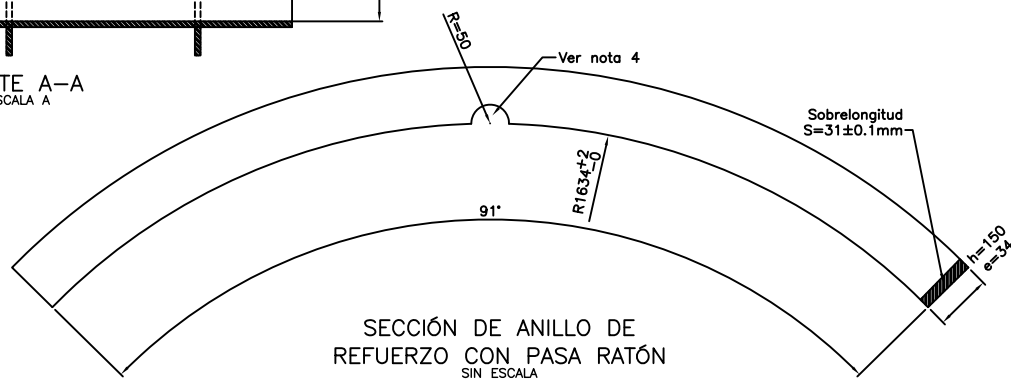 TE A-A
SCALA A
R=50
Ver nota 4
Sobrelongitud
S=31±0.1mm
R1634+2
-0
91°
h=150
e=34
SECCIÓN DE ANILLO DE
REFUERZO CON PASA RATÓN
SIN ESCALA